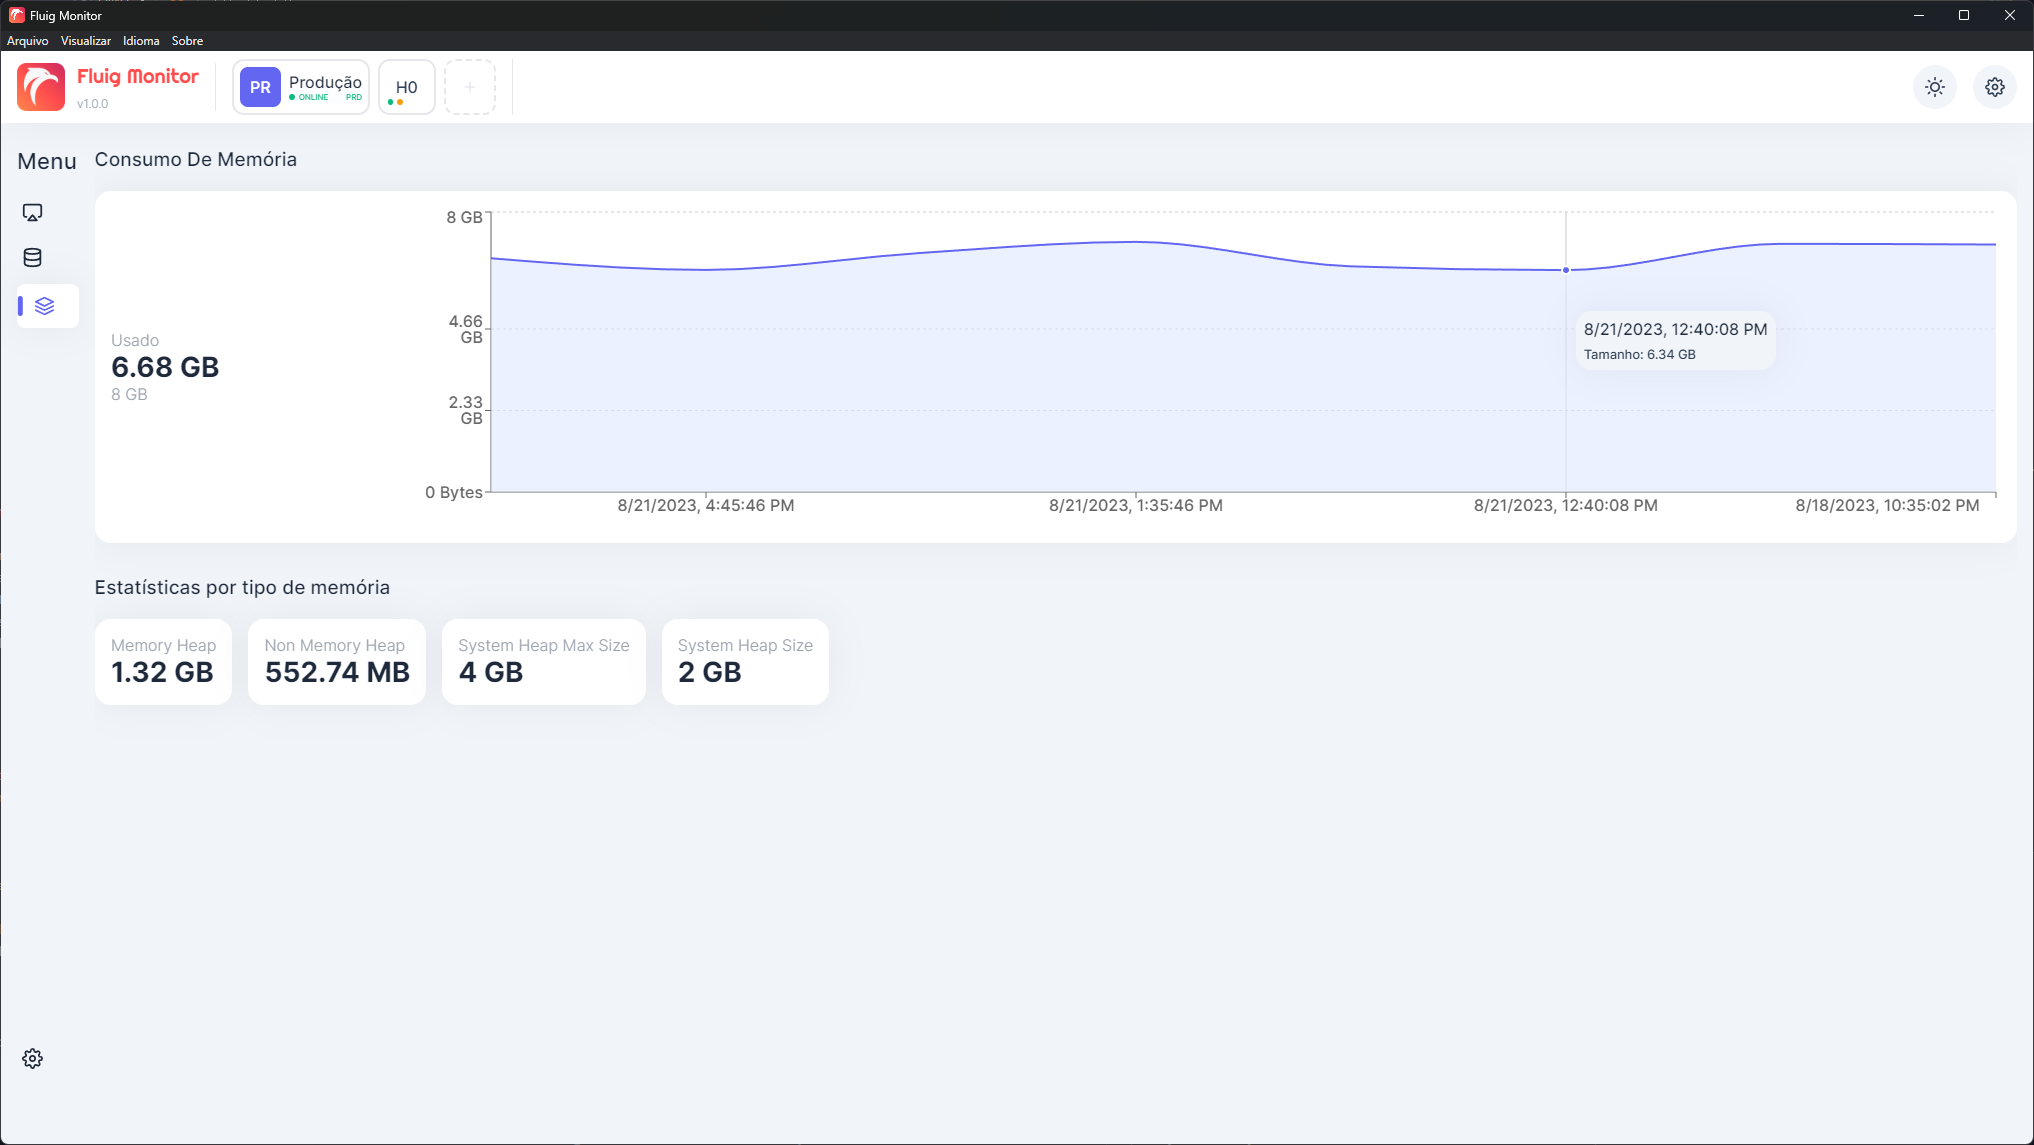 Fluig Monitor
Arquivo Visualizar Idioma Sobre
Fluig Monitor
v1.0.0
PR Produção
ONLINE PRD
H0
+
Menu
Consumo De Memória
Usado
6.68 GB
8 GB
8 GB
4.66 GB
2.33 GB
0 Bytes
8/21/2023, 4:45:46 PM
8/21/2023, 1:35:46 PM
8/21/2023, 12:40:08 PM
8/18/2023, 10:35:02 PM
8/21/2023, 12:40:08 PM
Tamanho: 6.34 GB
Estatísticas por tipo de memória
Memory Heap
1.32 GB
Non Memory Heap
552.74 MB
System Heap Max Size
4 GB
System Heap Size
2 GB